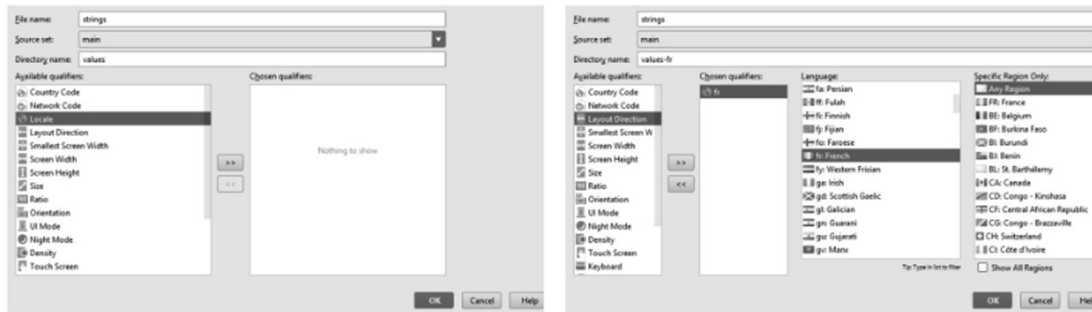 File name: strings
Source set: main
Directory name: values
Available qualifiers: Chosen qualifiers:
Country Code
Network Code
Locale
Layout Direction
Smallest Screen Width
Screen Width
Screen Height
Size
Ratio
Orientation
UI Mode
Night Mode
Density
Touch Screen
>>
<<
Nothing to show
OK Cancel Help
File name: strings
Source set: main
Directory name: values-fr
Available qualifiers: Chosen qualifiers: Language: Specific Region Only:
Country Code
Network Code
Layout Direction
Smallest Screen W
Screen Width
Screen Height
Size
Ratio
Orientation
UI Mode
Night Mode
Density
Touch Screen
Keyboard
>>
<<
fr
fa: Persian
ff: Fulah
fi: Finnish
fj: Fijian
fo: Faroese
fr: French
fy: Western Frisian
ga: Irish
gd: Scottish Gaelic
gl: Galician
gn: Guarani
gu: Gujarati
gv: Manx
Tip: Type in list to filter
Any Region
FR: France
BE: Belgium
BF: Burkina Faso
BI: Burundi
BJ: Benin
BL: St. Barthélemy
CA: Canada
CD: Congo - Kinshasa
CF: Central African Republic
CG: Congo - Brazzaville
CH: Switzerland
CI: Côte d'Ivoire
Show All Regions
OK Cancel Hel